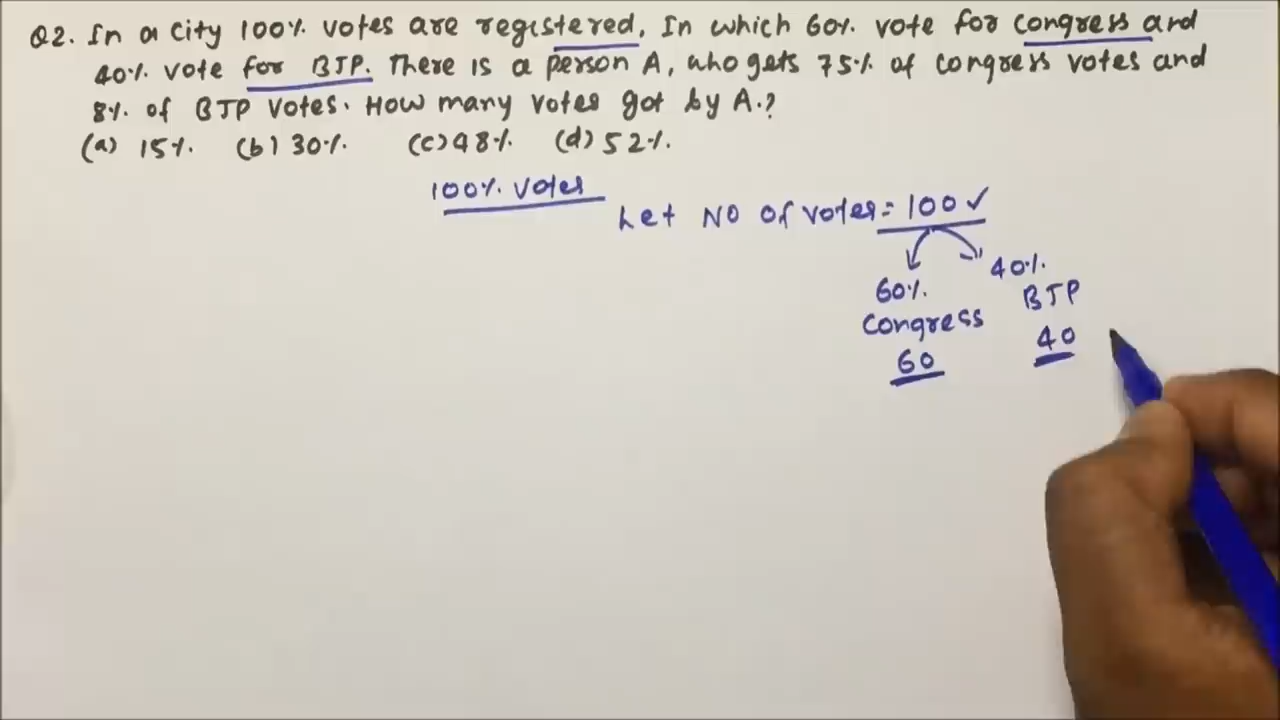 Q2. In a city 100% votes are registered, In which 60% vote for congress and
40% vote for BJP. There is a person A, who gets 75% of congress votes and
8% of BJP votes. How many votes got by A.?
(a) 15%. (b) 30%. (c) 48%. (d) 52%.
100% votes
Let NO of votes = 100 ✓
60%. 40%.
Congress BJP
60 40